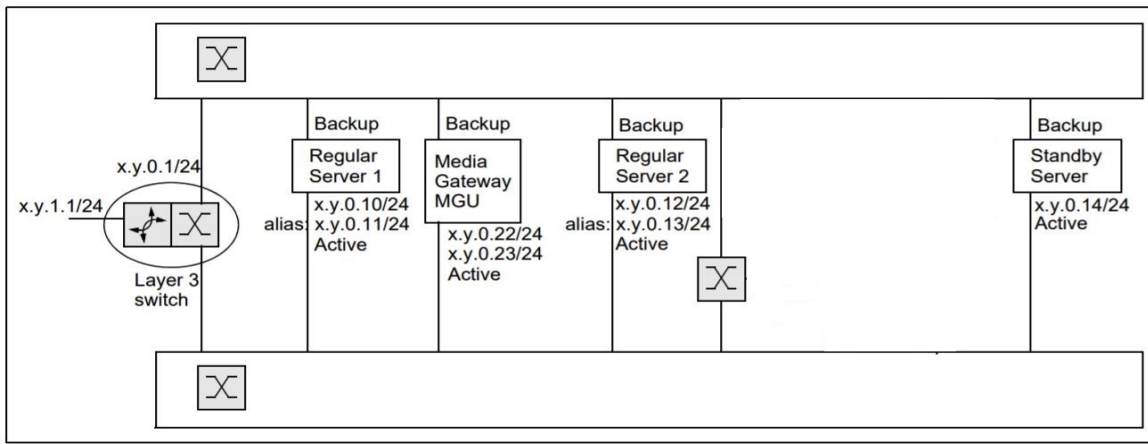 x.y.0.1/24
x.y.1.1/24
Layer 3
switch
Backup
Regular
Server 1
x.y.0.10/24
alias: x.y.0.11/24
Active
Backup
Media
Gateway
MGU
x.y.0.22/24
x.y.0.23/24
Active
Backup
Regular
Server 2
x.y.0.12/24
alias: x.y.0.13/24
Active
Backup
Standby
Server
x.y.0.14/24
Active